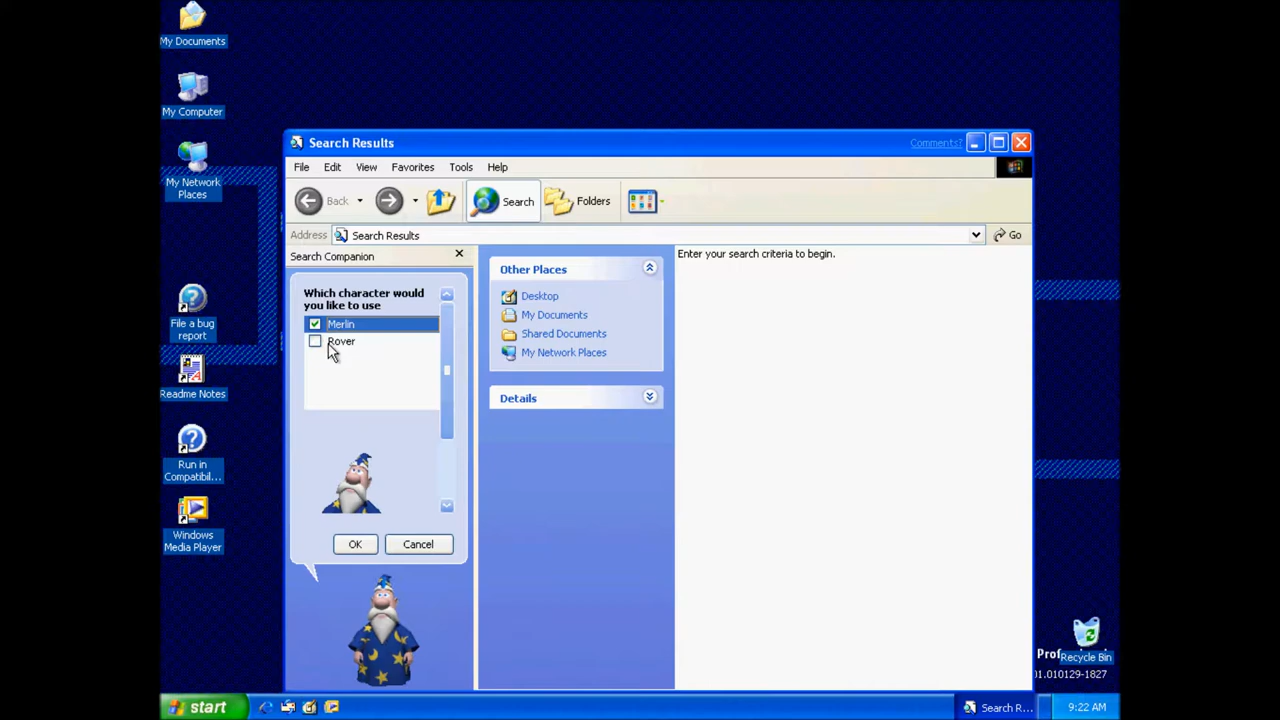 My Documents
My Computer
My Network
Places
File a bug
report
Readme Notes
Run in
Compatibil...
Windows
Media Player
Search Results
Comments?
File Edit View Favorites Tools Help
Back Search Folders
Address Search Results Go
Search Companion
Which character would
you like to use
Merlin
Rover
OK Cancel
Other Places
Desktop
My Documents
Shared Documents
My Network Places
Details
Enter your search criteria to begin.
Recycle Bin
01.010129-1827
start
Search R...
9:22 AM